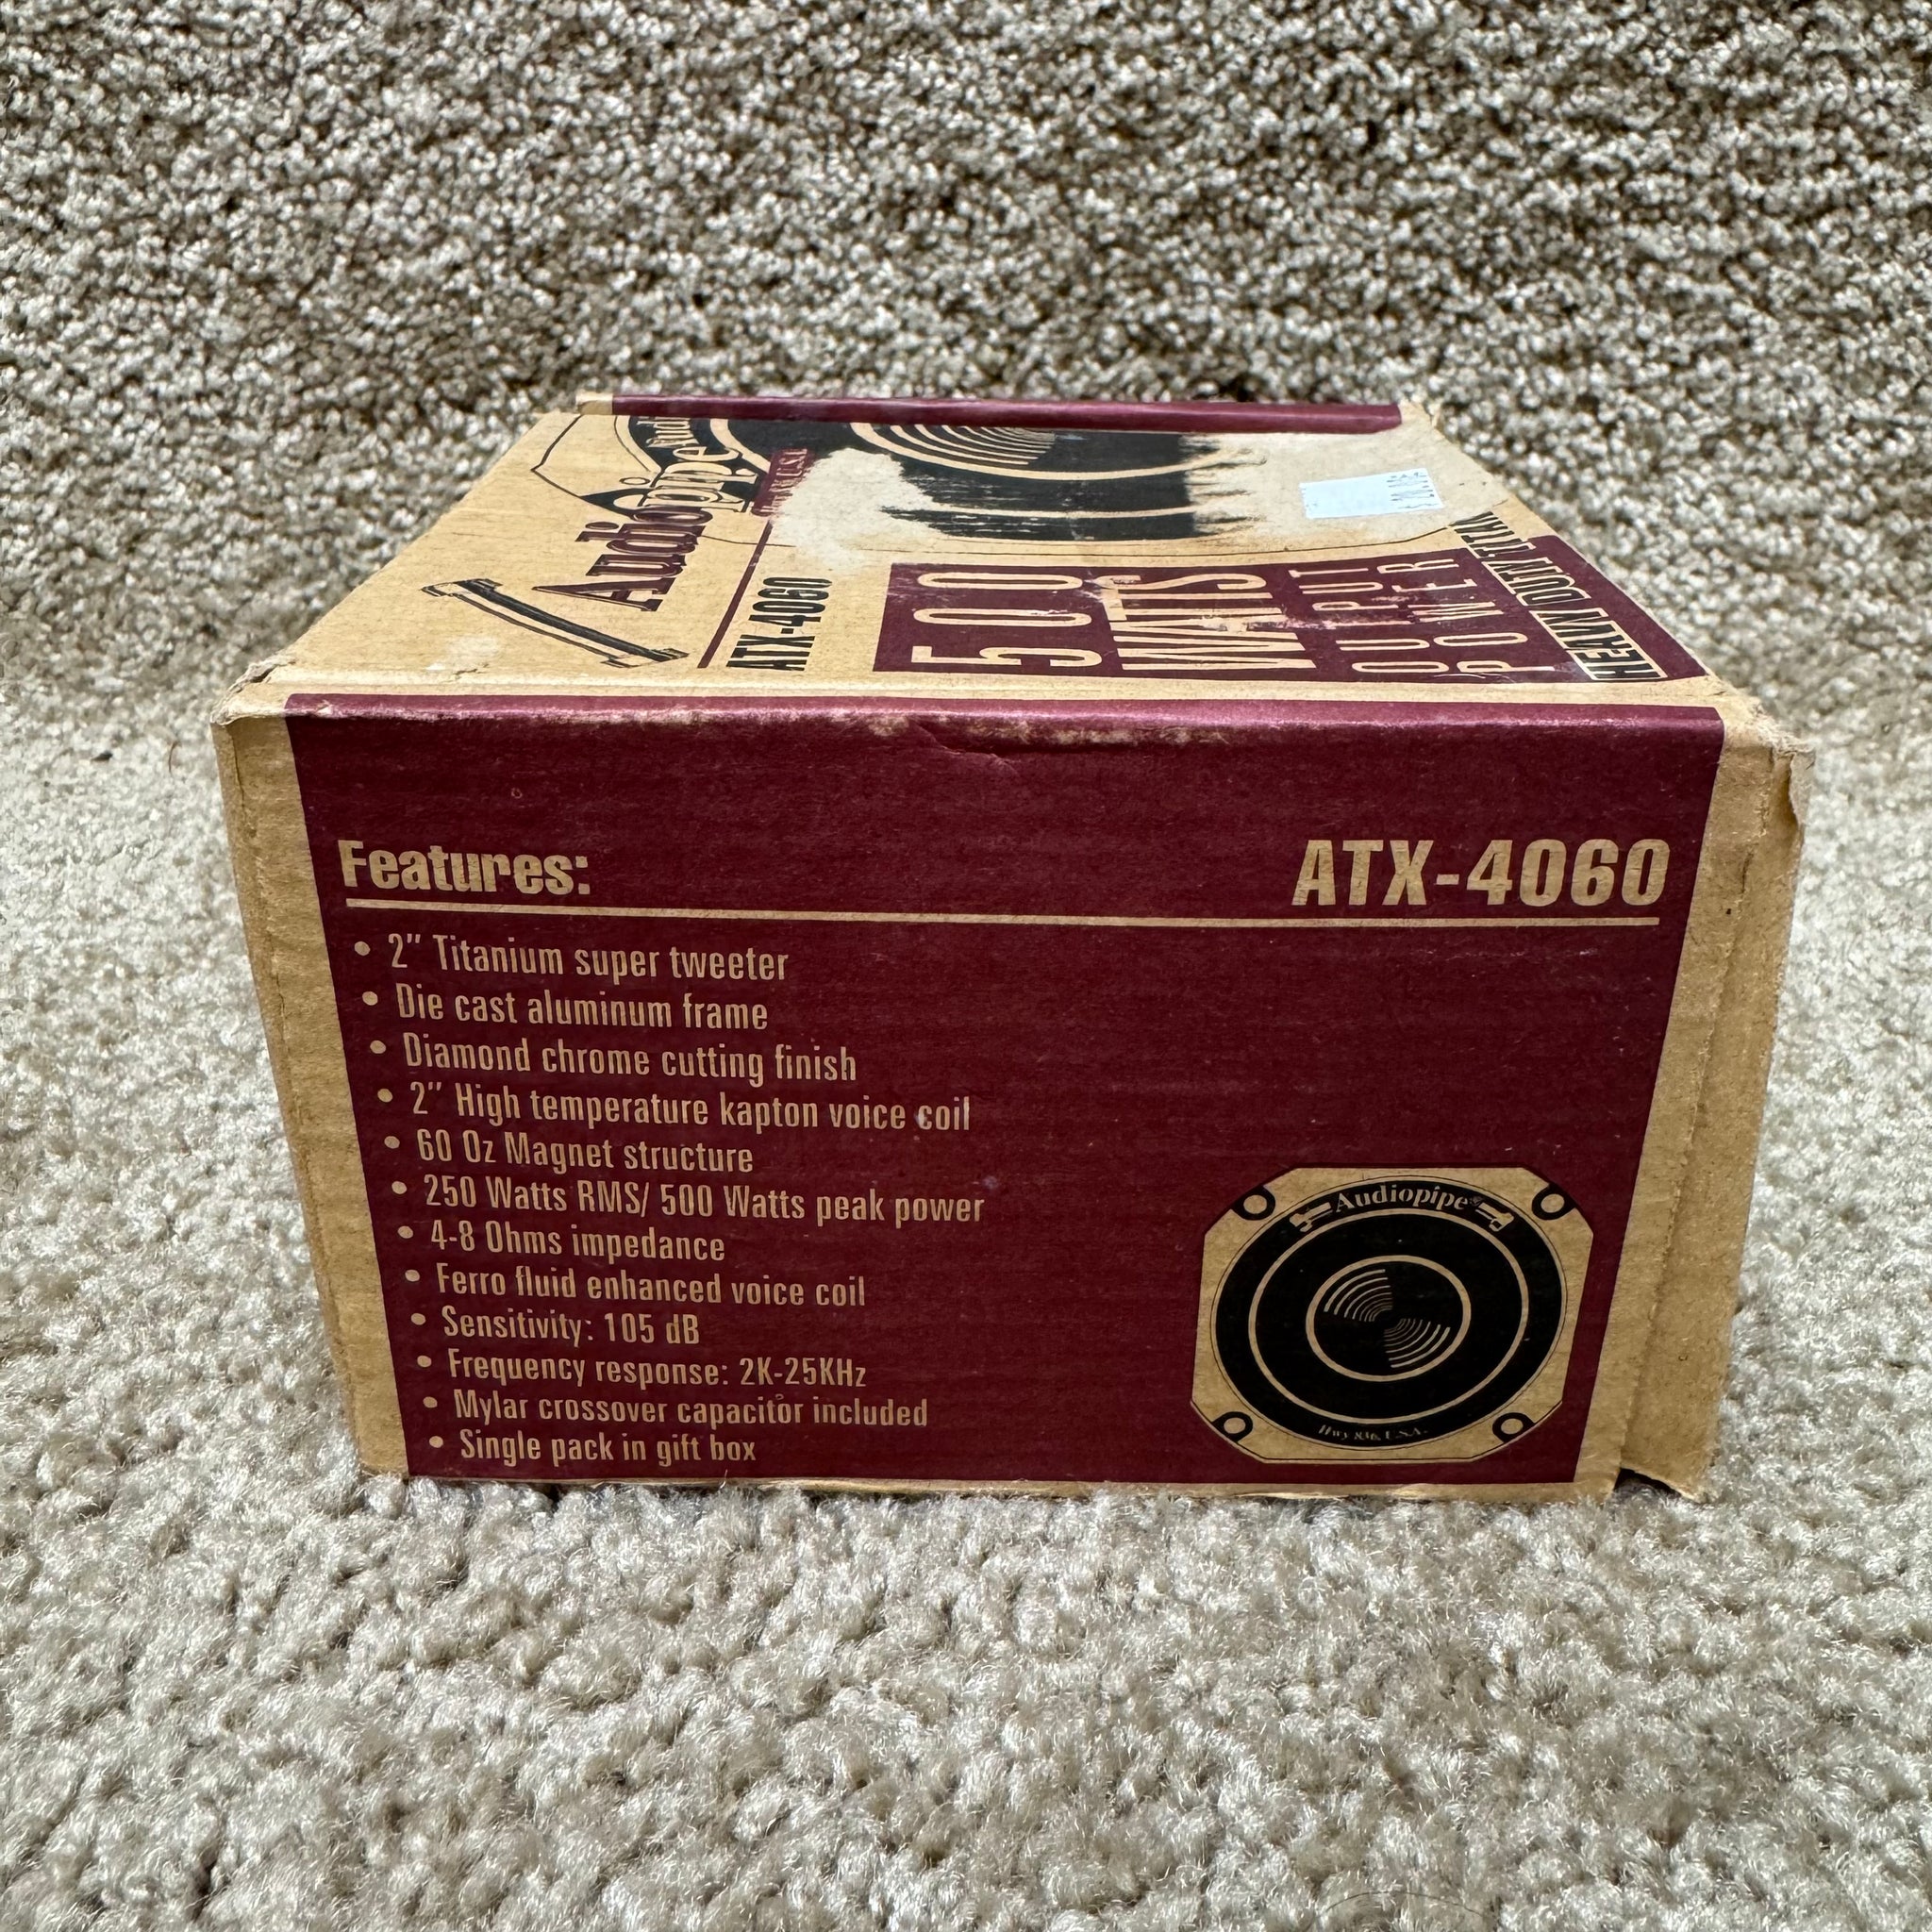 Audiopipe
ATX-4060
500
WATTS
OUTPUT
POWER
Features:
ATX-4060
• 2" Titanium super tweeter
• Die cast aluminum frame
• Diamond chrome cutting finish
• 2" High temperature kapton voice coil
• 60 Oz Magnet structure
• 250 Watts RMS/ 500 Watts peak power
• 4-8 Ohms impedance
• Ferro fluid enhanced voice coil
• Sensitivity: 105 dB
• Frequency response: 2K-25KHz
• Mylar crossover capacitor included
• Single pack in gift box
Audiopipe
Hwy 836, U.S.A.